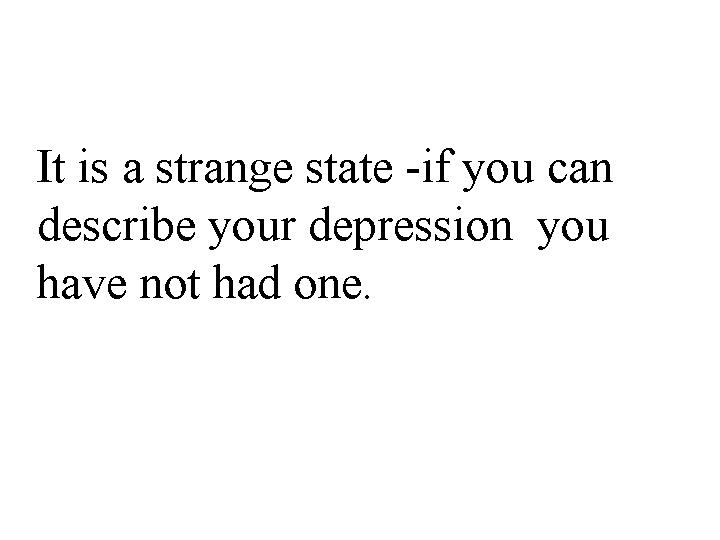 It is a strange state -if you can
describe your depression  you
have not had one.